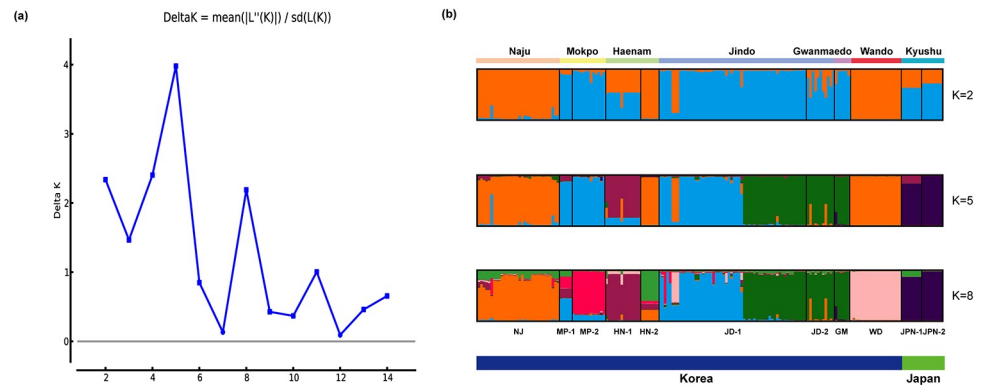 (a)
DeltaK = mean(|L''(K)|) / sd(L(K))
Delta K
4
3
2
1
0
2 4 6 8 10 12 14
(b)
Naju Mokpo Haenam Jindo Gwanmaedo Wando Kyushu
K=2
K=5
K=8
NJ MP-1 MP-2 HN-1 HN-2 JD-1 JD-2 GM WD JPN-1 JPN-2
Korea Japan